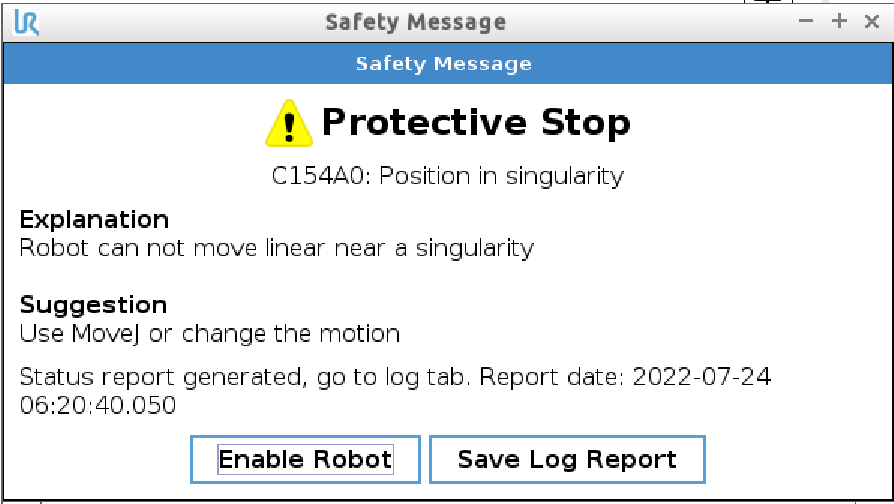 UR
Safety Message
Safety Message
Protective Stop
C154A0: Position in singularity
Explanation
Robot can not move linear near a singularity
Suggestion
Use MoveJ or change the motion
Status report generated, go to log tab. Report date: 2022-07-24
06:20:40.050
Enable Robot Save Log Report